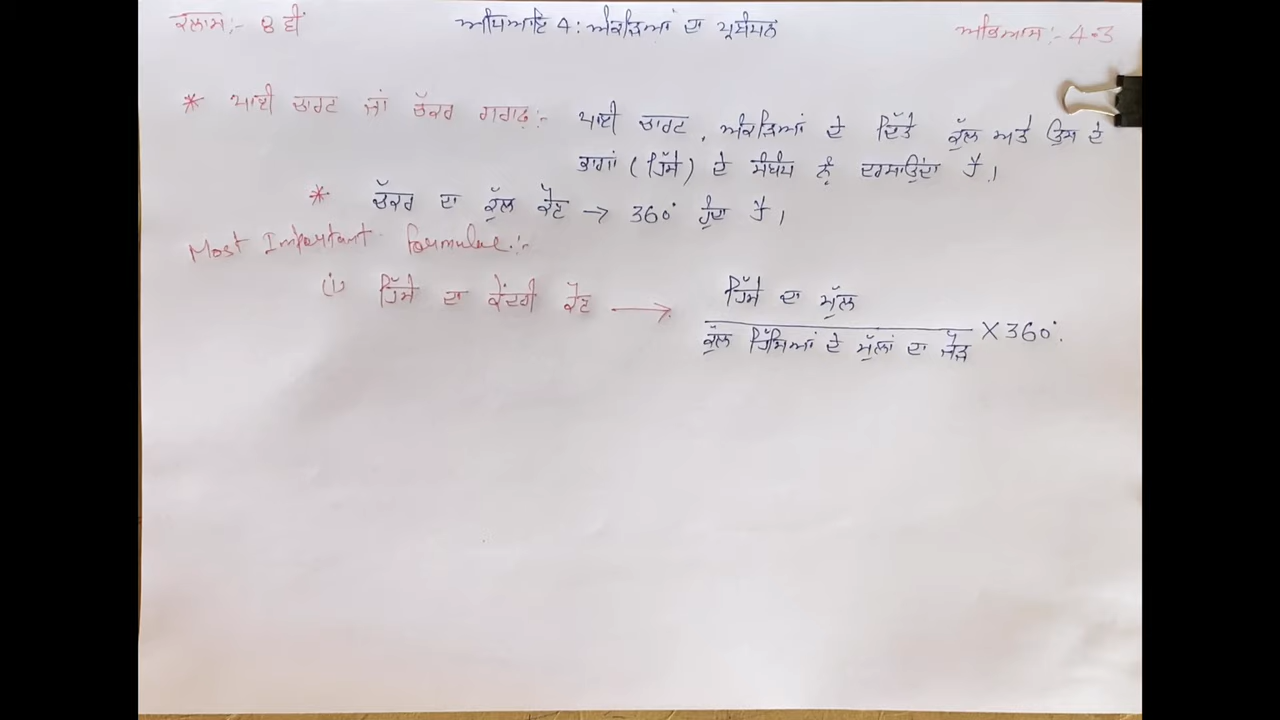 ਕਲਾਸ:- 8 ਵੀਂ ਅਧਿਆਇ 4: ਅੰਕੜਿਆਂ ਦਾ ਪ੍ਰਬੰਧਨ ਅਭਿਆਸ:- 4.3
* ਪਾਈ ਚਾਰਟ ਜਾਂ ਚੱਕਰ ਗਰਾਫ਼:- ਪਾਈ ਚਾਰਟ, ਅੰਕੜਿਆਂ ਦੇ ਦਿੱਤੇ ਕੁੱਲ ਅਤੇ ਉਸ ਦੇ
ਭਾਗਾਂ (ਹਿੱਸੇ) ਦੇ ਸੰਬੰਧ ਨੂੰ ਦਰਸਾਉਂਦਾ ਹੈ।
* ਚੱਕਰ ਦਾ ਕੁੱਲ ਕੋਣ → 360° ਹੁੰਦਾ ਹੈ।
Most Important formulae:-
(i) ਹਿੱਸੇ ਦਾ ਕੇਂਦਰੀ ਕੋਣ → ਹਿੱਸੇ ਦਾ ਮੁੱਲ
ਕੁੱਲ ਹਿੱਸਿਆਂ ਦੇ ਮੁੱਲਾਂ ਦਾ ਜੋੜ X 360°.